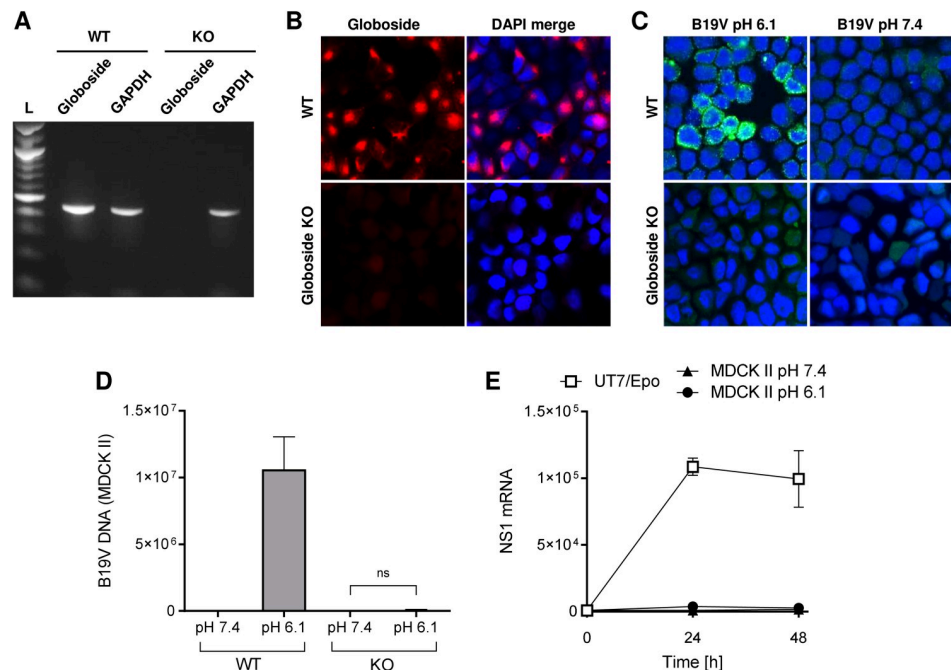 A
WT
KO
L
Globoside
GAPDH
Globoside
GAPDH
B
Globoside
DAPI merge
WT
Globoside KO
C
B19V pH 6.1
B19V pH 7.4
WT
Globoside KO
D
B19V DNA (MDCK II)
1.5×10⁷
1×10⁷
5×10⁶
0
ns
pH 7.4
pH 6.1
pH 7.4
pH 6.1
WT
KO
E
UT7/Epo
MDCK II pH 7.4
MDCK II pH 6.1
NS1 mRNA
1.5×10⁵
1×10⁵
5×10⁴
0
0
24
48
Time [h]